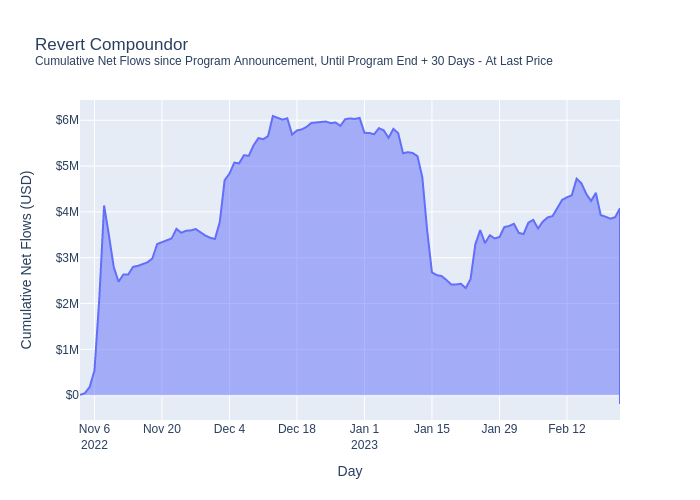 Revert Compoundor
Cumulative Net Flows since Program Announcement, Until Program End + 30 Days - At Last Price
Cumulative Net Flows (USD)
$6M
$5M
$4M
$3M
$2M
$1M
$0
Nov 6 Nov 20 Dec 4 Dec 18 Jan 1 Jan 15 Jan 29 Feb 12
2022 2023
Day